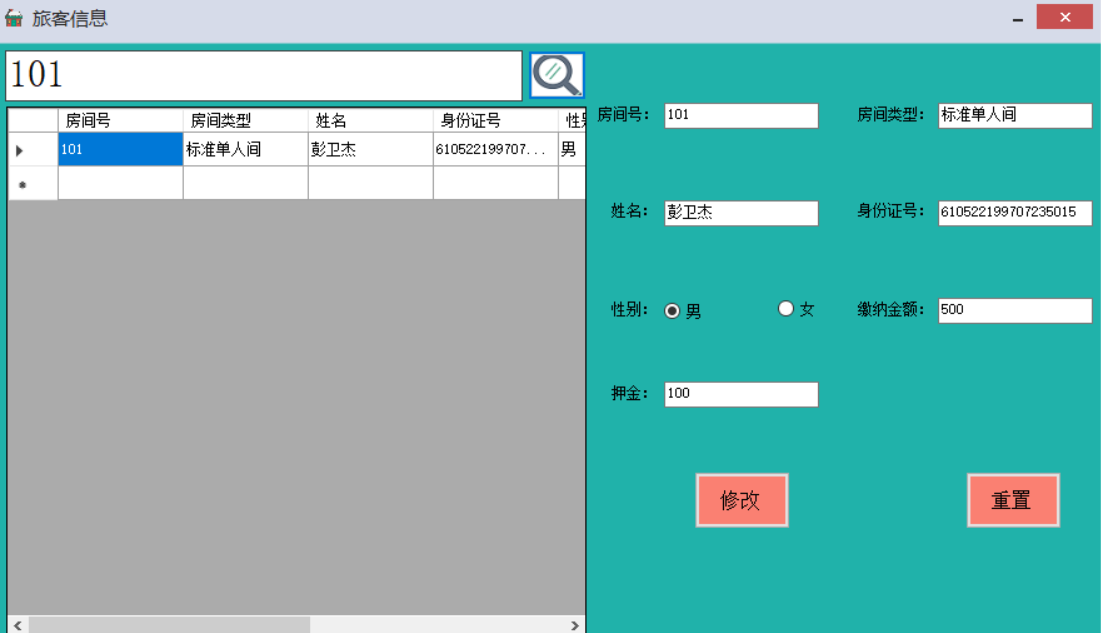 旅客信息
101
房间号 房间类型 姓名 身份证号 性别
101 标准单人间 彭卫杰 610522199707... 男
房间号： 101 房间类型： 标准单人间
姓名： 彭卫杰 身份证号： 610522199707235015
性别： 男 女 缴纳金额： 500
押金： 100
修改 重置